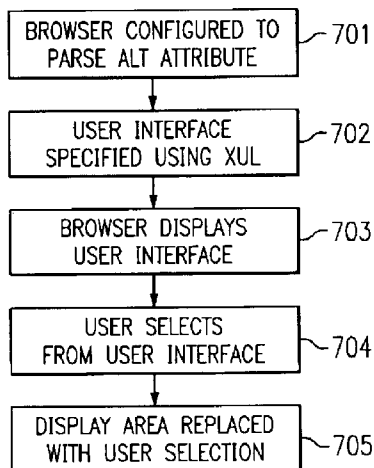 BROWSER CONFIGURED TO
PARSE ALT ATTRIBUTE
701
USER INTERFACE
SPECIFIED USING XUL
702
BROWSER DISPLAYS
USER INTERFACE
703
USER SELECTS
FROM USER INTERFACE
704
DISPLAY AREA REPLACED
WITH USER SELECTION
705